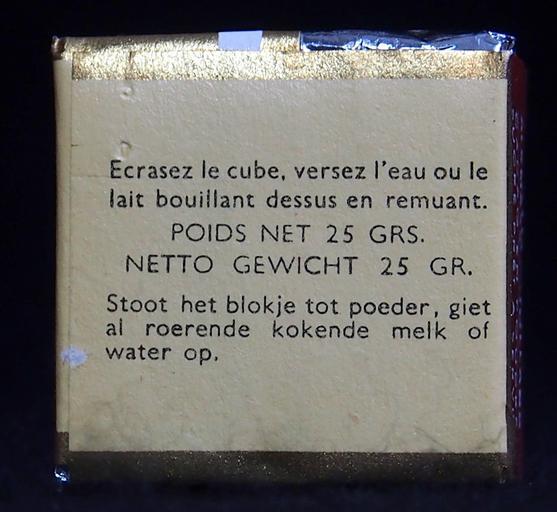 Ecrasez le cube, versez l'eau ou le
lait bouillant dessus en remuant.
POIDS NET 25 GRS.
NETTO GEWICHT 25 GR.
Stoot het blokje tot poeder, giet
al roerende kokende melk of
water op.